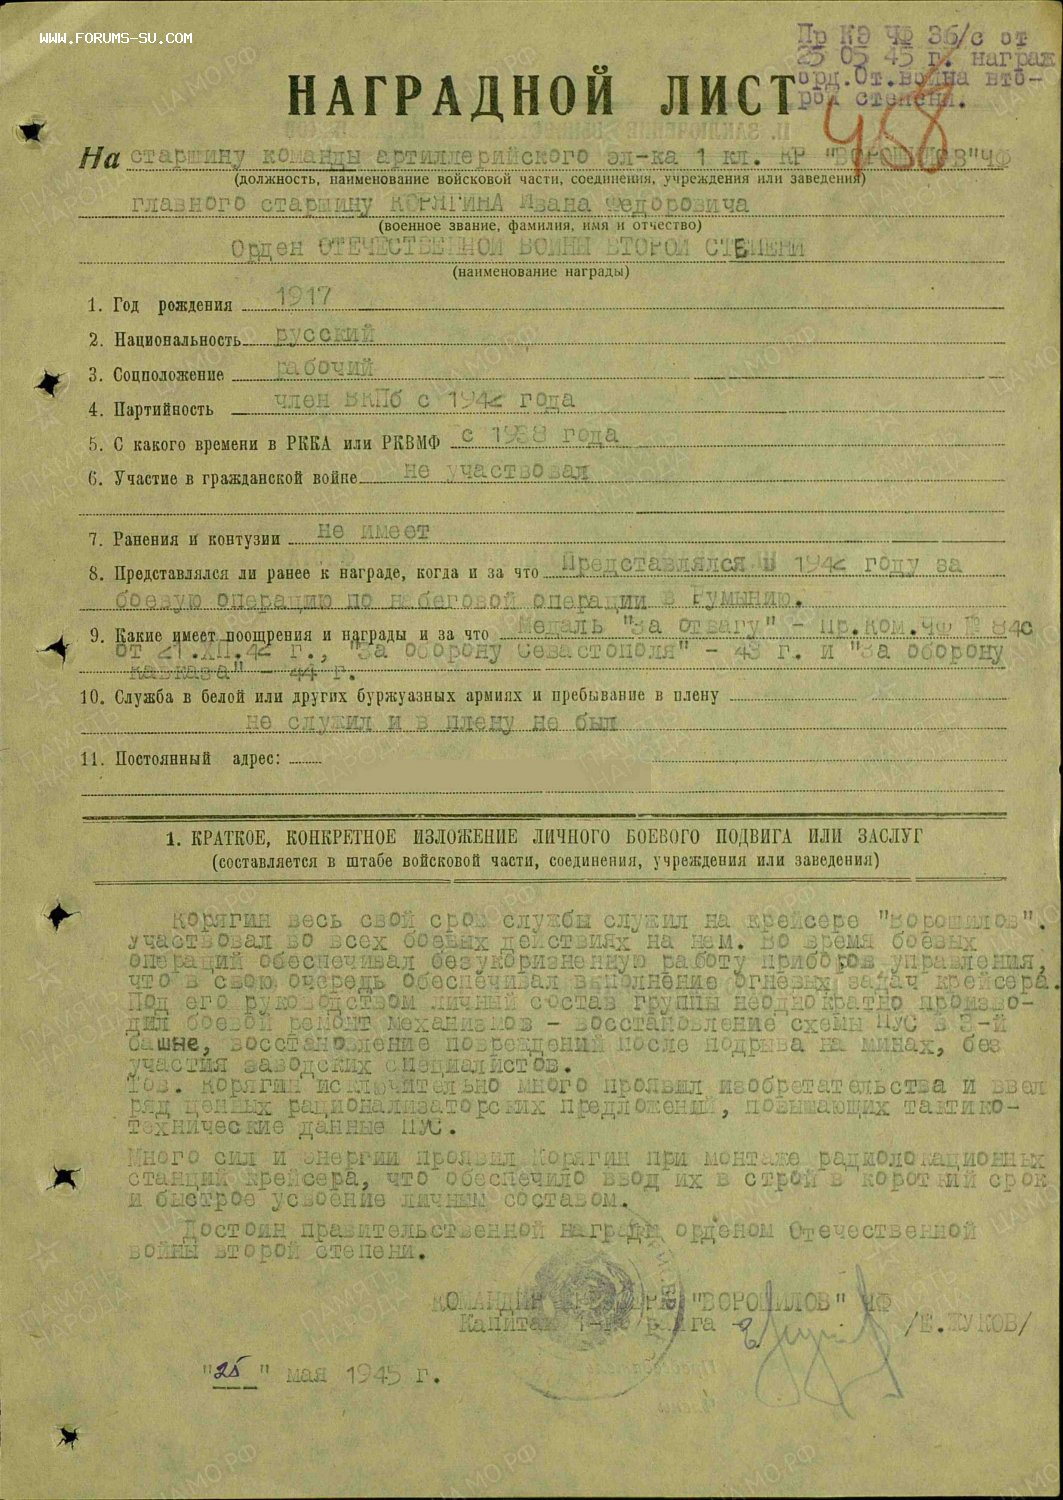 WWW.FORUMS-SU.COM
Пр КЭ ЧФ 36/с от
25 05 45 г. награж
орд.От.война вто-
рой степени.
НАГРАДНОЙ ЛИСТ
458
На старшину команды артиллерийского эл-ка 1 кл. КР "ВОРОШИЛОВ" ЧФ
(должность, наименование войсковой части, соединения, учреждения или заведения)
главного старшину КОРЯГИНА Ивана Федоровича
(военное звание, фамилия, имя и отчество)
Орден ОТЕЧЕСТВЕННОЙ ВОЙНЫ ВТОРОЙ СТЕПЕНИ
(наименование награды)
1. Год рождения 1917
2. Национальность русский
3. Соцположение рабочий
4. Партийность член ВКПб с 1942 года
5. С какого времени в РККА или РКВМФ с 1938 года
6. Участие в гражданской войне не участвовал
7. Ранения и контузии не имеет
8. Представлялся ли ранее к награде, когда и за что Представлялся в 1942 году за
боевую операцию по набеговой операции в Румынию.
9. Какие имеет поощрения и награды и за что Медаль "За отвагу" - Пр.Ком.ЧФ № 84с
от 21.XII.42 г., "За оборону Севастополя" - 43 г. и "За оборону
Кавказа" - 44 г.
10. Служба в белой или других буржуазных армиях и пребывание в плену
не служил и в плену не был
11. Постоянный адрес:
1. КРАТКОЕ, КОНКРЕТНОЕ ИЗЛОЖЕНИЕ ЛИЧНОГО БОЕВОГО ПОДВИГА ИЛИ ЗАСЛУГ
(составляется в штабе войсковой части, соединения, учреждения или заведения)
Корягин весь свой срок службы служил на крейсере "Ворошилов".
Участвовал во всех боевых действиях на нем. Во время боевых
операций обеспечивал безукоризненную работу приборов управления,
что в свою очередь обеспечивал выполнение огневых задач крейсера.
Под его руководством личный состав группы неоднократно произво-
дил боевой ремонт механизмов - восстановление схемы ПУС в 3-й
башне, восстановление повреждений после подрыва на минах, без
участия заводских специалистов.
Тов. Корягин исключительно много проявил изобретательства и ввел
ряд ценных рационализаторских предложений, повышающих тактико-
технические данные ПУС.
Много сил и энергии проявил Корягин при монтаже радиолокационных
станций крейсера, что обеспечило ввод их в строй в короткий срок
и быстрое усвоение личным составом.
Достоин правительственной награды орденом Отечественной
войны второй степени.
КОМАНДИР КРЕЙСЕРА "ВОРОШИЛОВ" ЧФ
Капитан 1-го ранга - /Е.ЖУКОВ/
"25" мая 1945 г.